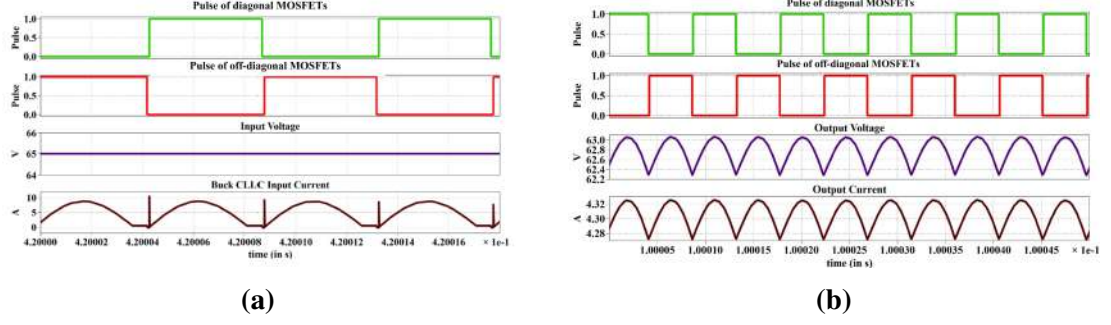 Pulse of diagonal MOSFETs
Pulse
1.0
0.5
0.0
Pulse of off-diagonal MOSFETs
Pulse
1.0
0.5
0.0
Input Voltage
V
66
65
64
Buck CLLC Input Current
A
10
5
0
4.20000 4.20002 4.20004 4.20006 4.20008 4.20010 4.20012 4.20014 4.20016 × 1e-1
time (in s)
(a)
Pulse of diagonal MOSFETs
Pulse
1.0
0.5
0.0
Pulse of off-diagonal MOSFETs
Pulse
1.0
0.5
0.0
Output Voltage
V
63.0
62.8
62.4
62.2
Output Current
A
4.32
4.30
4.28
1.00005 1.00010 1.00015 1.00020 1.00025 1.00030 1.00035 1.00040 1.00045 × 1e-1
time (in s)
(b)